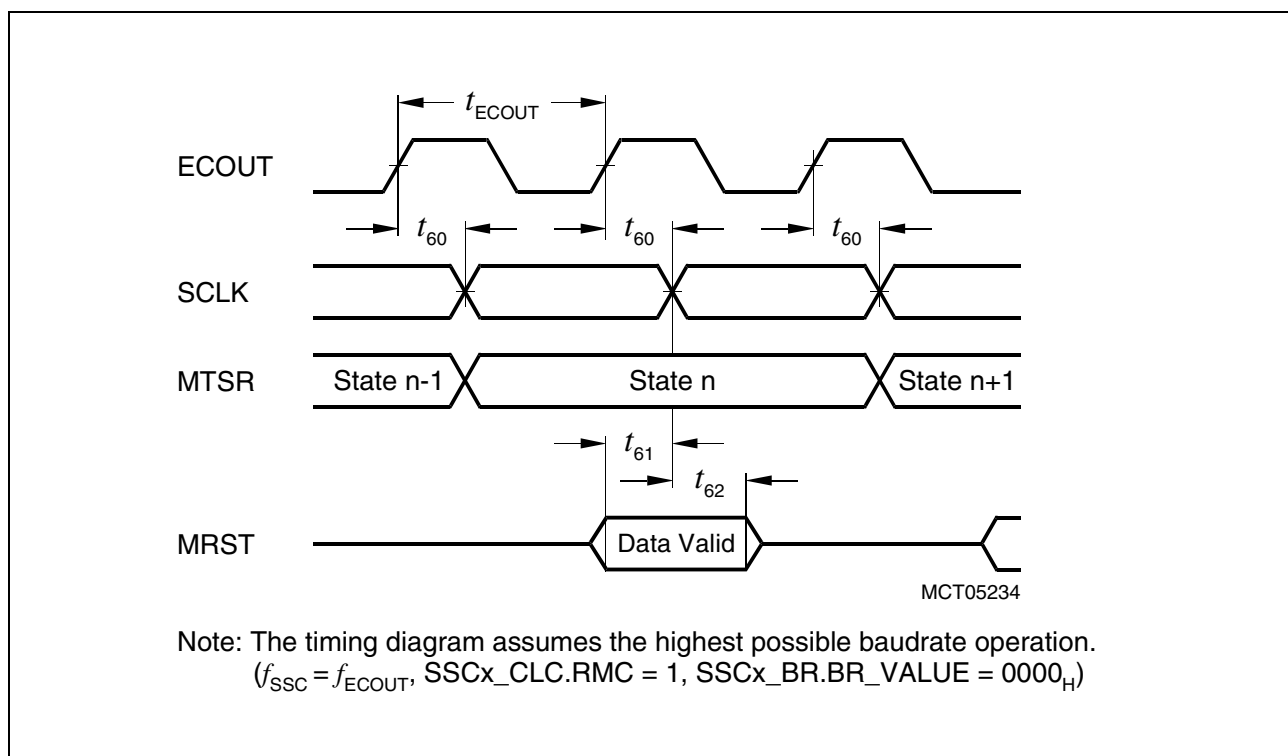 t_ECOUT
ECOUT
t_60 t_60 t_60
SCLK
MTSR State n-1 State n State n+1
t_61
t_62
MRST Data Valid
MCT05234
Note: The timing diagram assumes the highest possible baudrate operation.
(f_SSC = f_ECOUT, SSCx_CLC.RMC = 1, SSCx_BR.BR_VALUE = 0000_H)